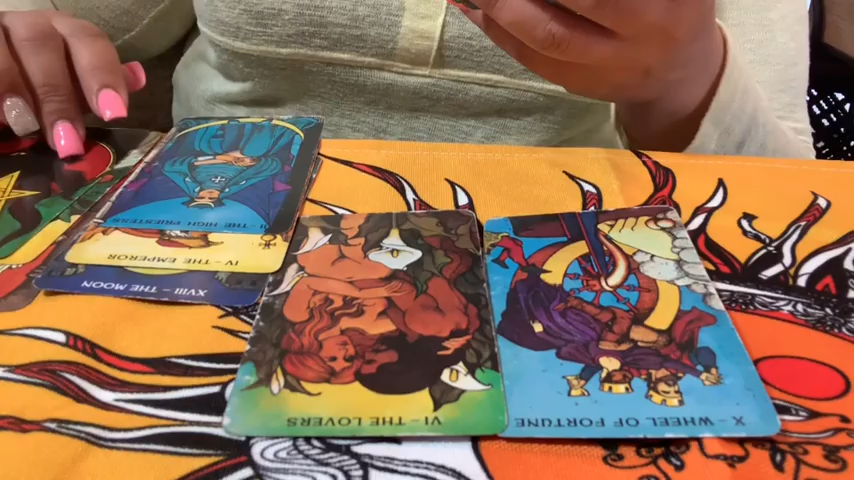 II - THE HIGH PRIESTESS
IV - THE EMPEROR
XVIII - THE MOON
VI - THE LOVERS
X - WHEEL OF FORTUNE